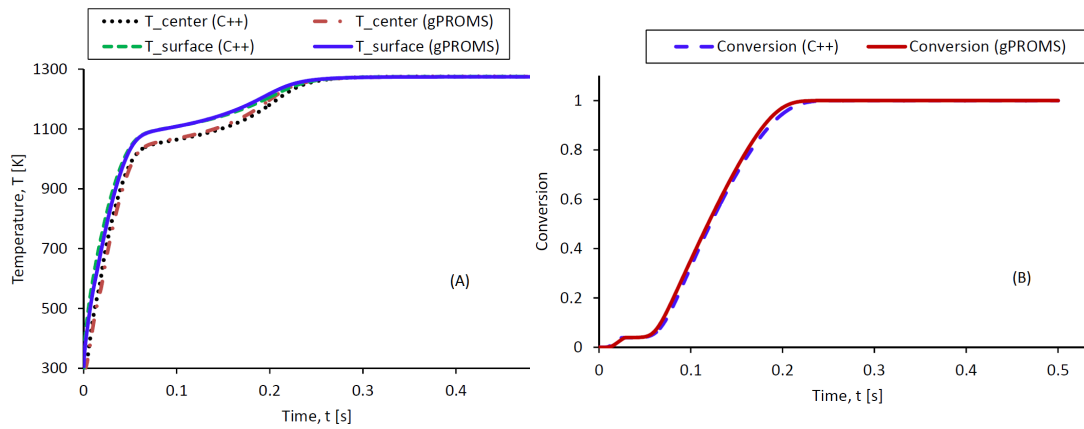 T_center (C++) T_center (gPROMS)
T_surface (C++) T_surface (gPROMS)
1300
1100
900
700
500
300
Temperature, T [K]
(A)
0 0.1 0.2 0.3 0.4
Time, t [s]
Conversion (C++) Conversion (gPROMS)
1
0.8
0.6
0.4
0.2
0
Conversion
(B)
0 0.1 0.2 0.3 0.4 0.5
Time, t [s]